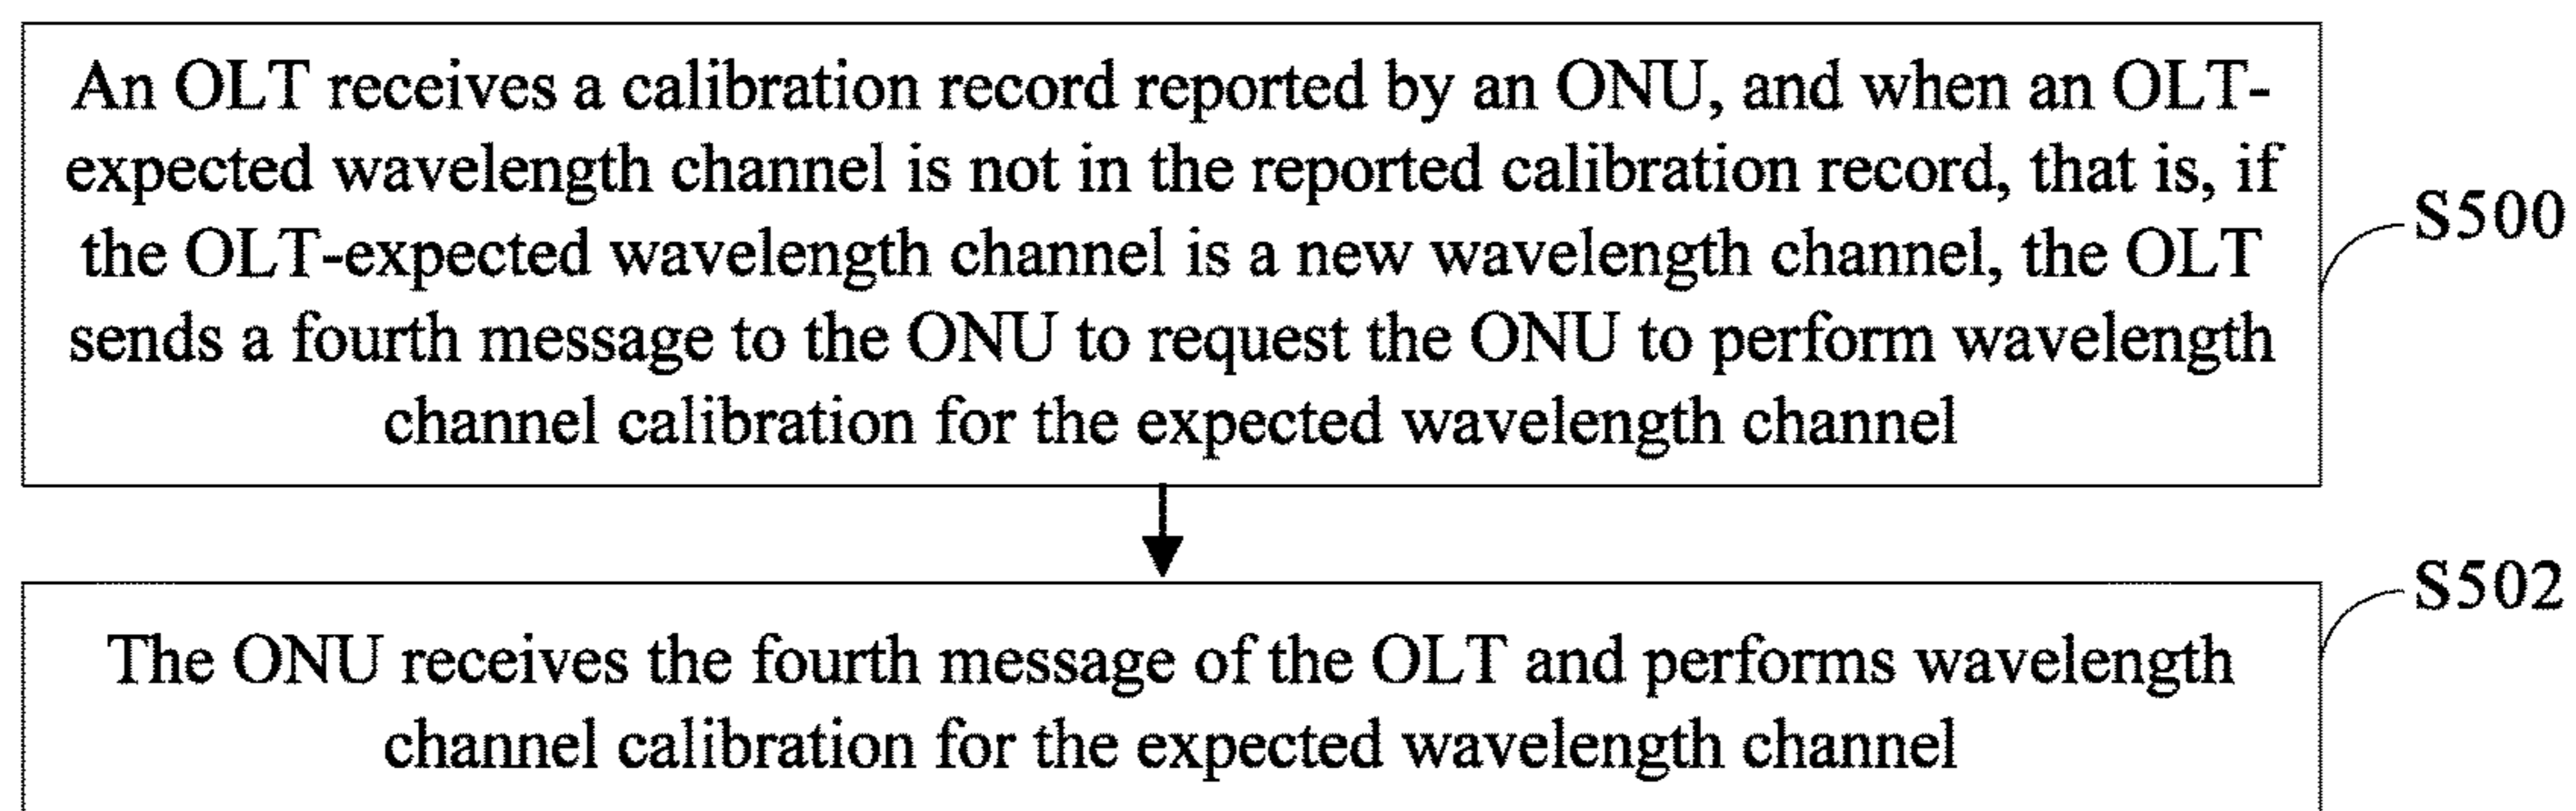 An OLT receives a calibration record reported by an ONU, and when an OLT-
expected wavelength channel is not in the reported calibration record, that is, if
the OLT-expected wavelength channel is a new wavelength channel, the OLT
sends a fourth message to the ONU to request the ONU to perform wavelength
channel calibration for the expected wavelength channel
S500
S502
The ONU receives the fourth message of the OLT and performs wavelength
channel calibration for the expected wavelength channel